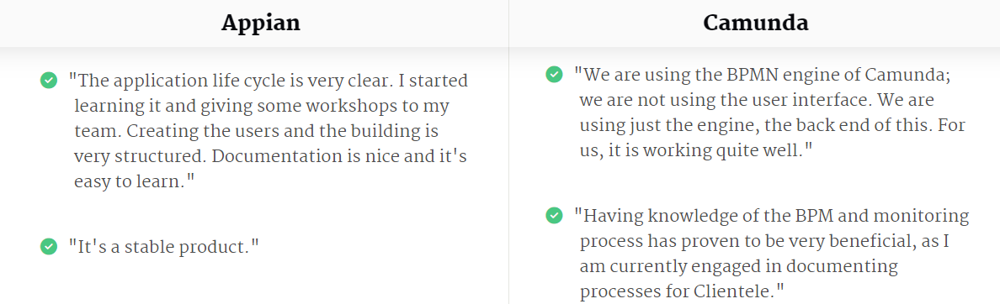 Appian
"The application life cycle is very clear. I started
learning it and giving some workshops to my
team. Creating the users and the building is
very structured. Documentation is nice and it's
easy to learn."
"It's a stable product."
Camunda
"We are using the BPMN engine of Camunda;
we are not using the user interface. We are
using just the engine, the back end of this. For
us, it is working quite well."
"Having knowledge of the BPM and monitoring
process has proven to be very beneficial, as I
am currently engaged in documenting
processes for Clientele."